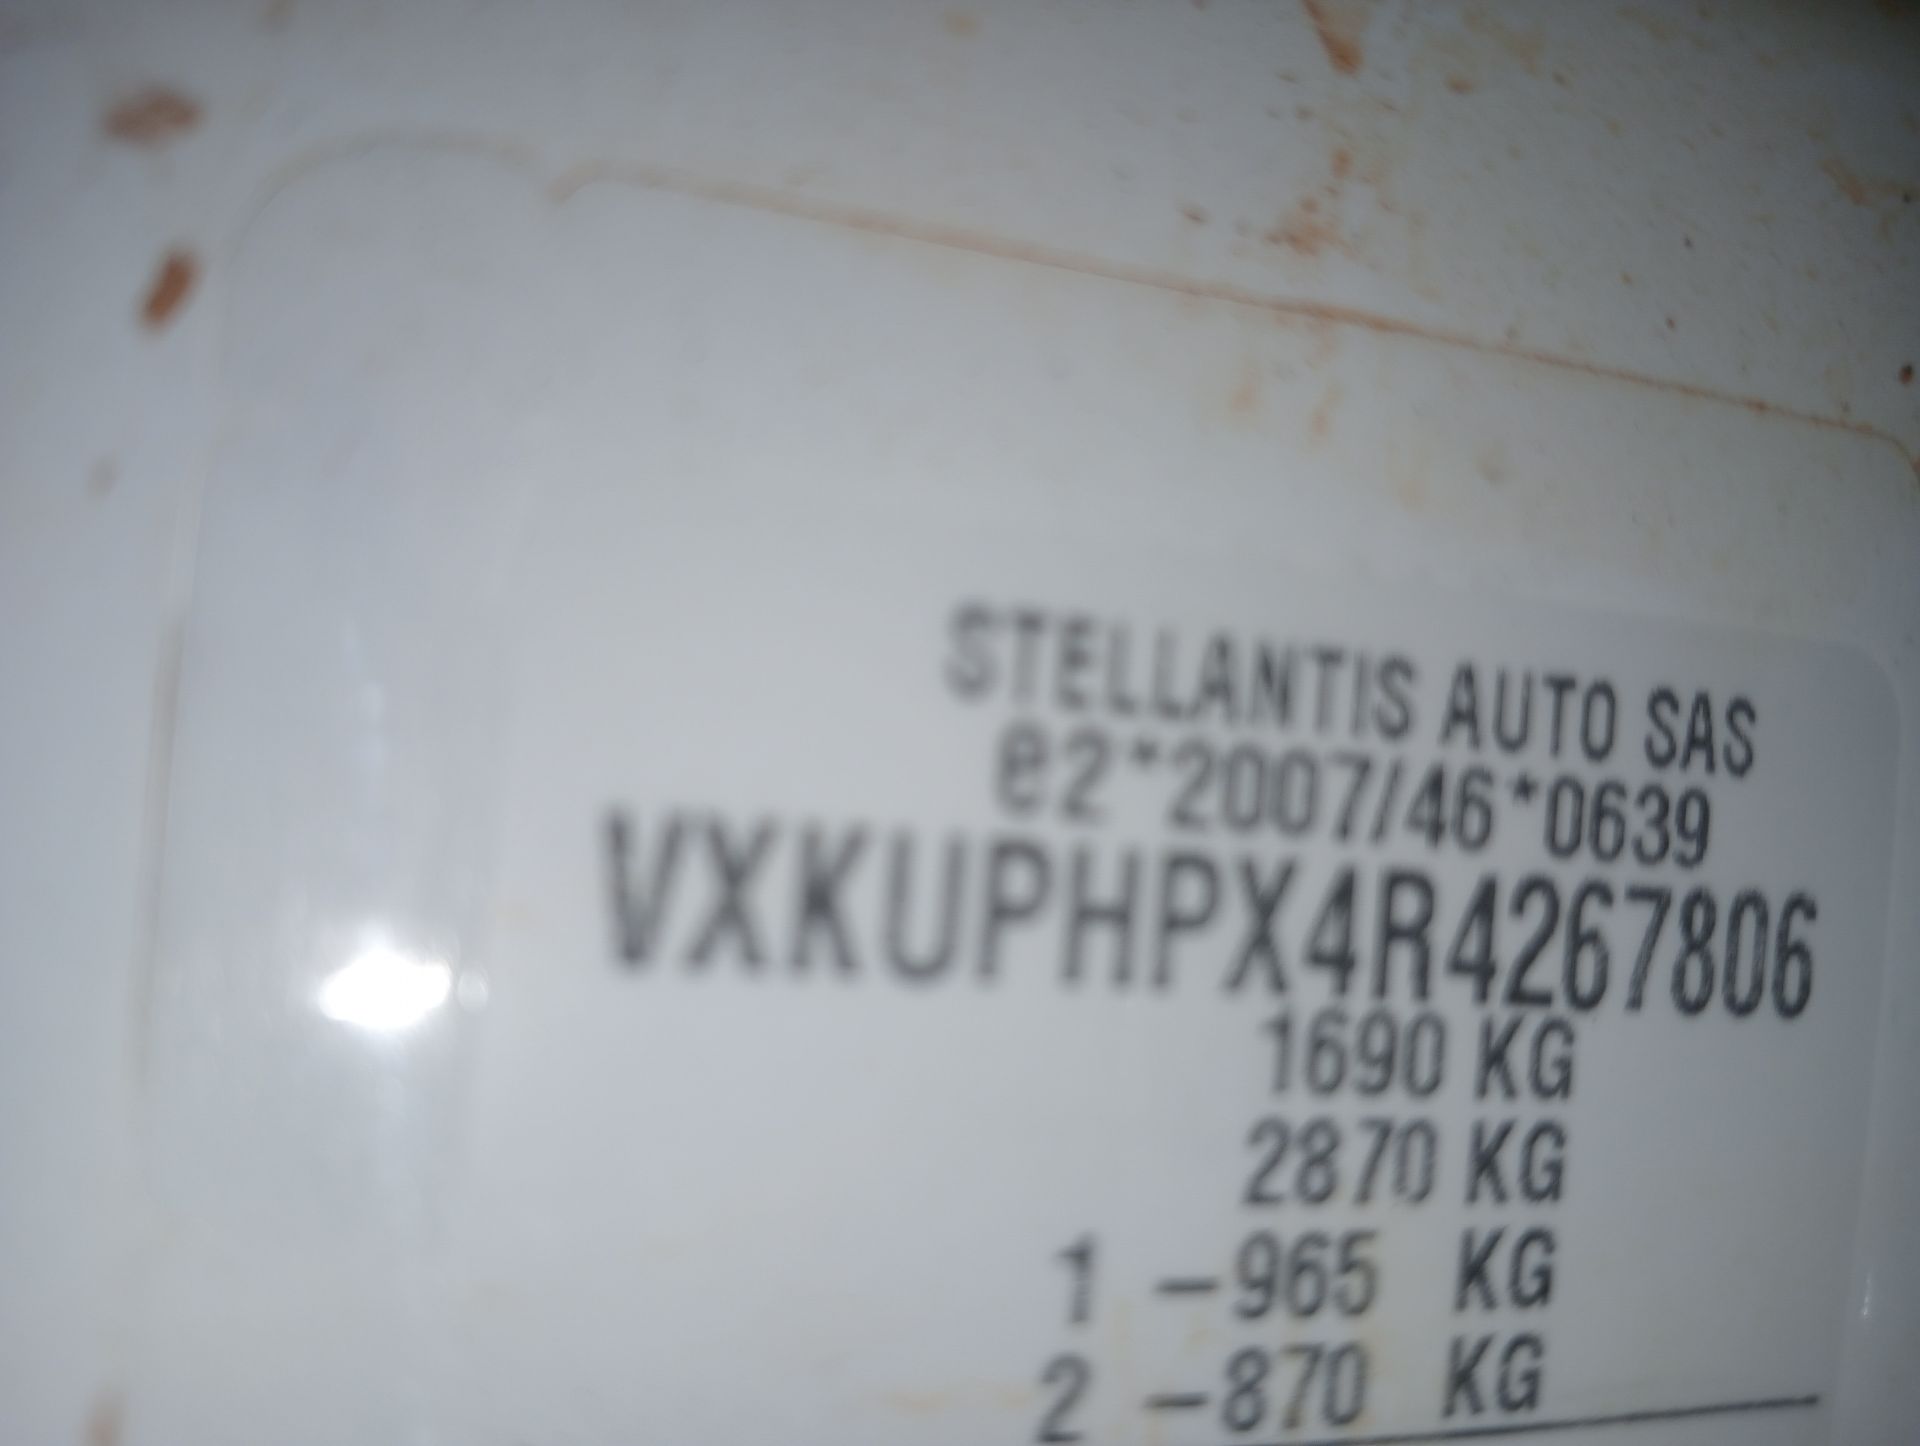 STELLANTIS AUTO SAS
e2*2007/46*0639
VXKUPHPX4R4267806
1690 KG
2870 KG
1 -965 KG
2 -870 KG